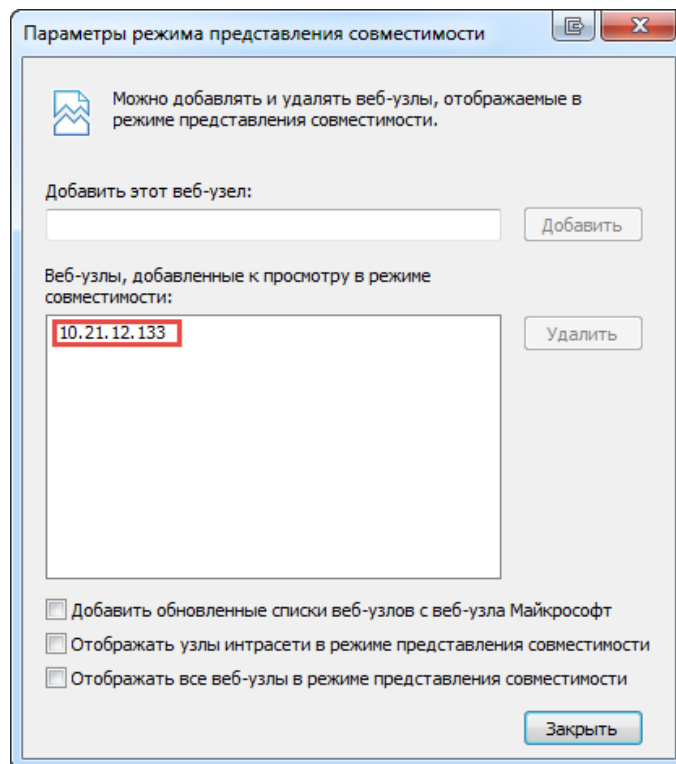 Параметры режима представления совместимости
Можно добавлять и удалять веб-узлы, отображаемые в
режиме представления совместимости.
Добавить этот веб-узел:
Добавить
Веб-узлы, добавленные к просмотру в режиме
совместимости:
10.21.12.133
Удалить
Добавить обновленные списки веб-узлов с веб-узла Майкрософт
Отображать узлы интрасети в режиме представления совместимости
Отображать все веб-узлы в режиме представления совместимости
Закрыть